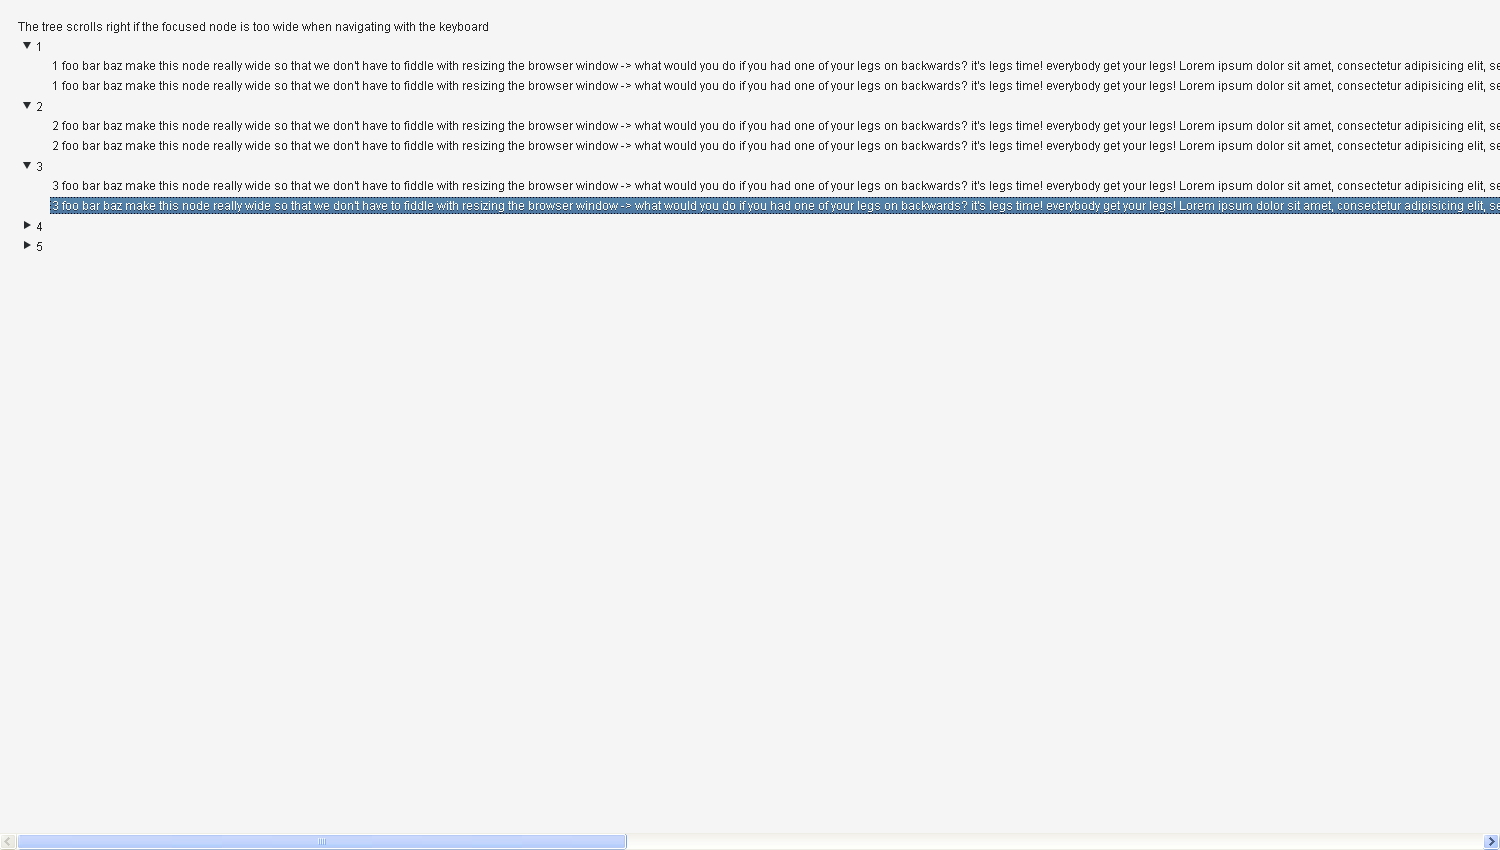 The tree scrolls right if the focused node is too wide when navigating with the keyboard
1
1 foo bar baz make this node really wide so that we don't have to fiddle with resizing the browser window -> what would you do if you had one of your legs on backwards? it's legs time! everybody get your legs! Lorem ipsum dolor sit amet, consectetur adipisicing elit, se
1 foo bar baz make this node really wide so that we don't have to fiddle with resizing the browser window -> what would you do if you had one of your legs on backwards? it's legs time! everybody get your legs! Lorem ipsum dolor sit amet, consectetur adipisicing elit, se
2
2 foo bar baz make this node really wide so that we don't have to fiddle with resizing the browser window -> what would you do if you had one of your legs on backwards? it's legs time! everybody get your legs! Lorem ipsum dolor sit amet, consectetur adipisicing elit, se
2 foo bar baz make this node really wide so that we don't have to fiddle with resizing the browser window -> what would you do if you had one of your legs on backwards? it's legs time! everybody get your legs! Lorem ipsum dolor sit amet, consectetur adipisicing elit, se
3
3 foo bar baz make this node really wide so that we don't have to fiddle with resizing the browser window -> what would you do if you had one of your legs on backwards? it's legs time! everybody get your legs! Lorem ipsum dolor sit amet, consectetur adipisicing elit, se
3 foo bar baz make this node really wide so that we don't have to fiddle with resizing the browser window -> what would you do if you had one of your legs on backwards? it's legs time! everybody get your legs! Lorem ipsum dolor sit amet, consectetur adipisicing elit, se
4
5